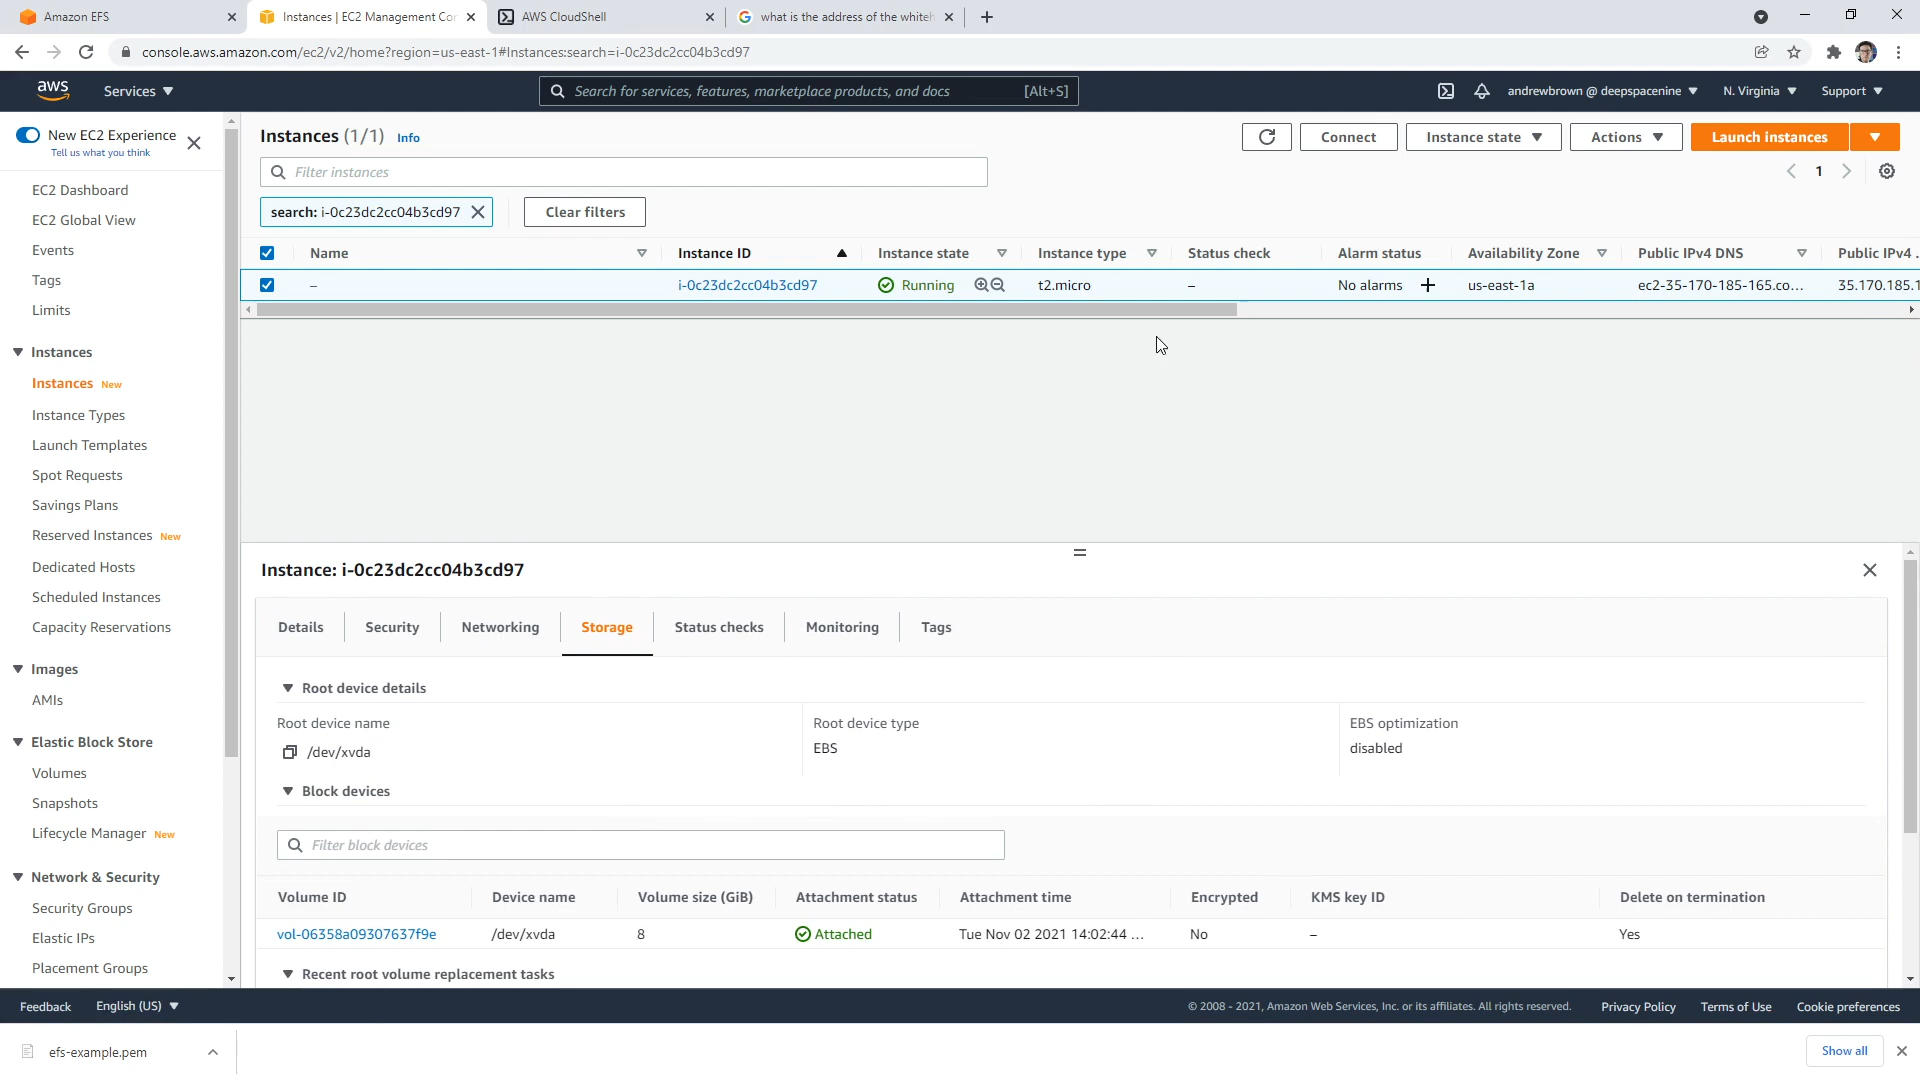 Amazon EFS
Instances | EC2 Management Cor
AWS CloudShell
what is the address of the whiteh
console.aws.amazon.com/ec2/v2/home?region=us-east-1#Instances:search=i-0c23dc2cc04b3cd97
aws
Services
Search for services, features, marketplace products, and docs
[Alt+S]
andrewbrown @ deepspacenine
N. Virginia
Support
New EC2 Experience
Tell us what you think
EC2 Dashboard
EC2 Global View
Events
Tags
Limits
Instances
Instances New
Instance Types
Launch Templates
Spot Requests
Savings Plans
Reserved Instances New
Dedicated Hosts
Scheduled Instances
Capacity Reservations
Images
AMIs
Elastic Block Store
Volumes
Snapshots
Lifecycle Manager New
Network & Security
Security Groups
Elastic IPs
Placement Groups
Instances (1/1) Info
Connect
Instance state
Actions
Launch instances
Filter instances
1
search: i-0c23dc2cc04b3cd97
Clear filters
Name Instance ID Instance state Instance type Status check Alarm status Availability Zone Public IPv4 DNS Public IPv4 .
– i-0c23dc2cc04b3cd97 Running t2.micro – No alarms + us-east-1a ec2-35-170-185-165.co... 35.170.185.1
Instance: i-0c23dc2cc04b3cd97
Details Security Networking Storage Status checks Monitoring Tags
Root device details
Root device name
/dev/xvda
Root device type
EBS
EBS optimization
disabled
Block devices
Filter block devices
Volume ID Device name Volume size (GiB) Attachment status Attachment time Encrypted KMS key ID Delete on termination
vol-06358a09307637f9e /dev/xvda 8 Attached Tue Nov 02 2021 14:02:44 ... No – Yes
Recent root volume replacement tasks
Feedback
English (US)
© 2008 - 2021, Amazon Web Services, Inc. or its affiliates. All rights reserved.
Privacy Policy
Terms of Use
Cookie preferences
efs-example.pem
Show all